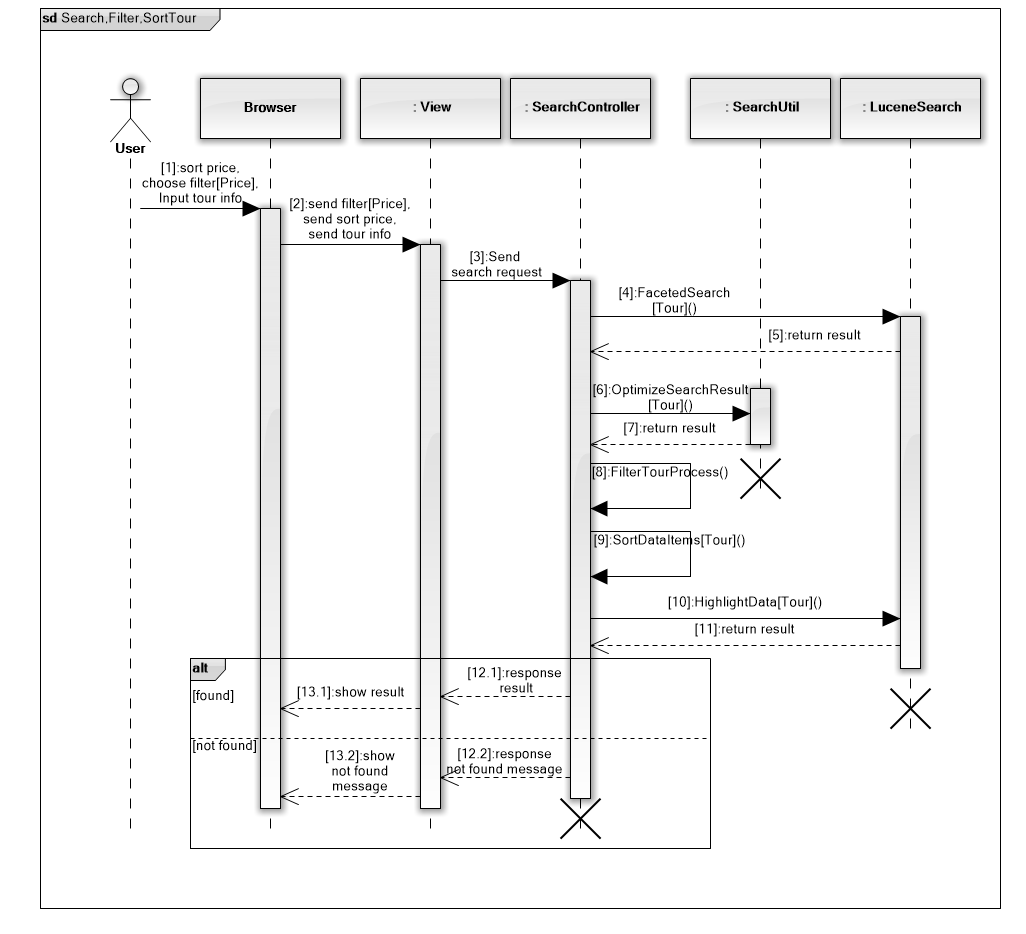 sd Search,Filter,SortTour
Browser
: View
: SearchController
: SearchUtil
: LuceneSearch
User
[1]:sort price,
choose filter[Price],
Input tour info
[2]:send filter[Price],
send sort price,
send tour info
[3]:Send
search request
[4]:FacetedSearch
[Tour]()
[5]:return result
[6]:OptimizeSearchResult
[Tour]()
[7]:return result
[8]:FilterTourProcess()
[9]:SortDataItems[Tour]()
[10]:HighlightData[Tour]()
[11]:return result
alt
[found]
[12.1]:response
result
[13.1]:show result
[not found]
[12.2]:response
not found message
[13.2]:show
not found
message